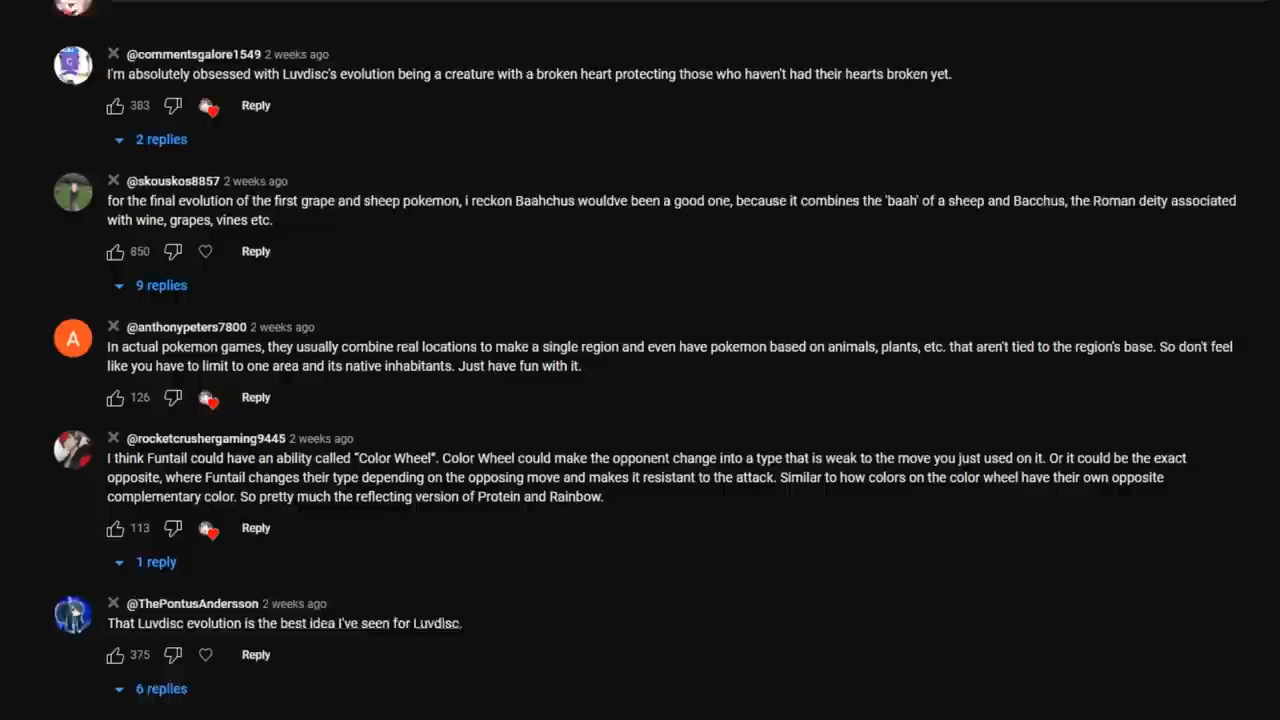 @commentsgalore1549 2 weeks ago
I'm absolutely obsessed with Luvdisc's evolution being a creature with a broken heart protecting those who haven't had their hearts broken yet.
383 Reply
2 replies
@skouskos8857 2 weeks ago
for the final evolution of the first grape and sheep pokemon, i reckon Baahchus wouldve been a good one, because it combines the 'baah' of a sheep and Bacchus, the Roman deity associated
with wine, grapes, vines etc.
850 Reply
9 replies
A
@anthonypeters7800 2 weeks ago
In actual pokemon games, they usually combine real locations to make a single region and even have pokemon based on animals, plants, etc. that aren't tied to the region's base. So don't feel
like you have to limit to one area and its native inhabitants. Just have fun with it.
126 Reply
@rocketcrushergaming9445 2 weeks ago
I think Funtail could have an ability called “Color Wheel”. Color Wheel could make the opponent change into a type that is weak to the move you just used on it. Or it could be the exact
opposite, where Funtail changes their type depending on the opposing move and makes it resistant to the attack. Similar to how colors on the color wheel have their own opposite
complementary color. So pretty much the reflecting version of Protein and Rainbow.
113 Reply
1 reply
@ThePontusAndersson 2 weeks ago
That Luvdisc evolution is the best idea I've seen for Luvdisc.
375 Reply
6 replies